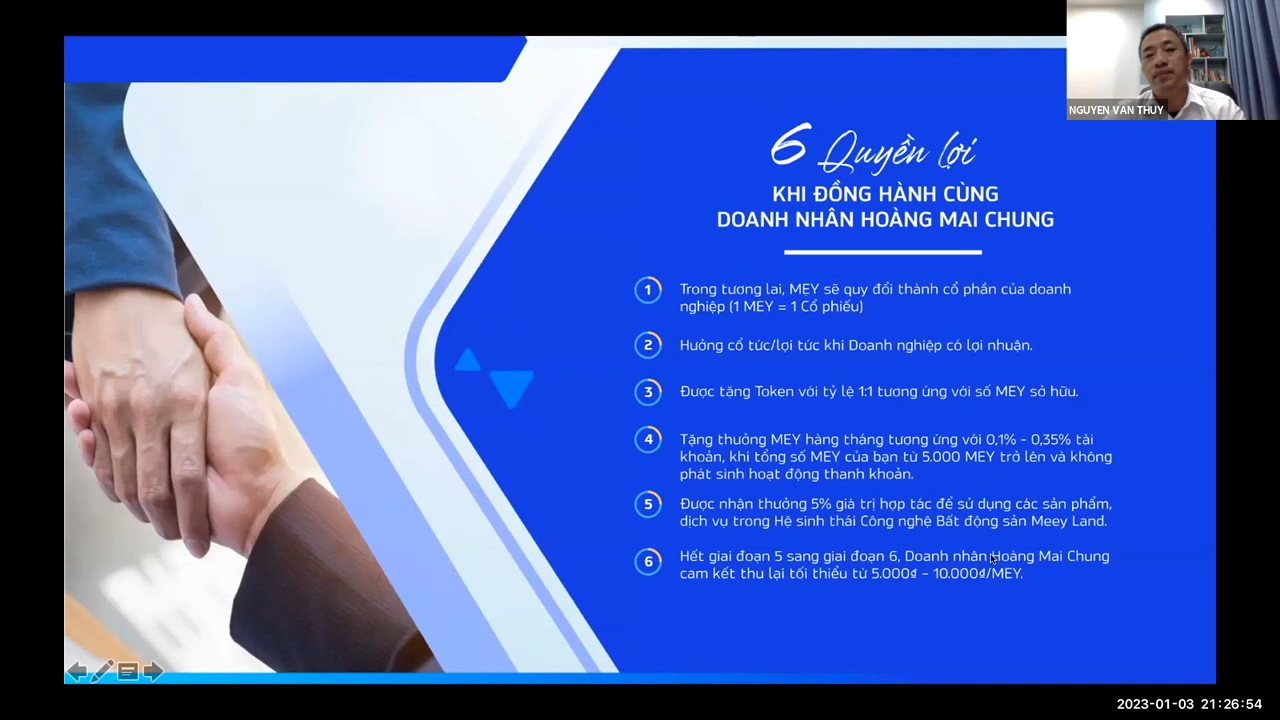 NGUYEN VAN THUY
6 Quyền lợi
KHI ĐỒNG HÀNH CÙNG
DOANH NHÂN HOÀNG MAI CHUNG
1 Trong tương lai, MEY sẽ quy đổi thành cổ phần của doanh
nghiệp (1 MEY = 1 Cổ phiếu)
2 Hưởng cổ tức/lợi tức khi Doanh nghiệp có lợi nhuận.
3 Được tặng Token với tỷ lệ 1:1 tương ứng với số MEY sở hữu.
4 Tặng thưởng MEY hàng tháng tương ứng với 0,1% - 0,35% tài
khoản, khi tổng số MEY của bạn từ 5.000 MEY trở lên và không
phát sinh hoạt động thanh khoản.
5 Được nhận thưởng 5% giá trị hợp tác để sử dụng các sản phẩm,
dịch vụ trong Hệ sinh thái Công nghệ Bất động sản Meey Land.
6 Hết giai đoạn 5 sang giai đoạn 6, Doanh nhân Hoàng Mai Chung
cam kết thu lại tối thiểu từ 5.000₫ – 10.000₫/MEY.
2023-01-03 21:26:54